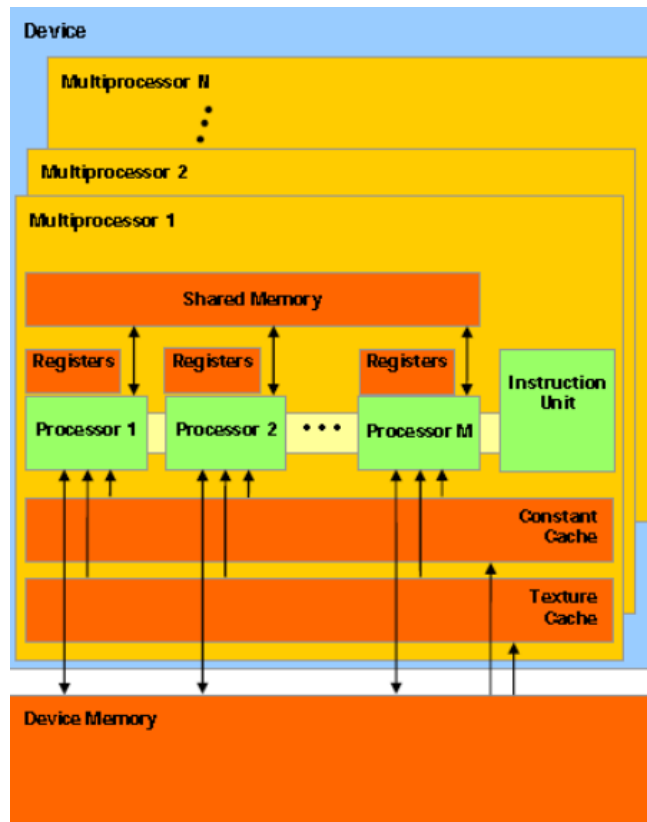 Device
Multiprocessor N
Multiprocessor 2
Multiprocessor 1
Shared Memory
Registers Registers Registers
Instruction
Unit
Processor 1 Processor 2 Processor M
Constant
Cache
Texture
Cache
Device Memory